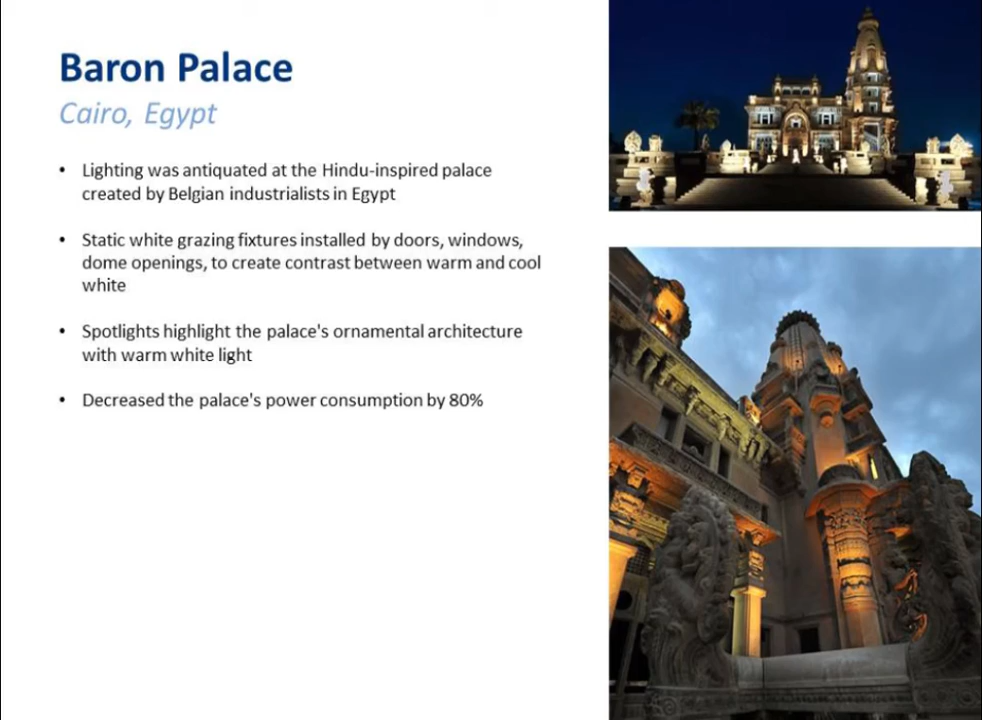 Baron Palace
Cairo, Egypt
• Lighting was antiquated at the Hindu-inspired palace
created by Belgian industrialists in Egypt
• Static white grazing fixtures installed by doors, windows,
dome openings, to create contrast between warm and cool
white
• Spotlights highlight the palace's ornamental architecture
with warm white light
• Decreased the palace's power consumption by 80%